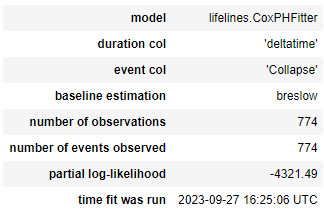 model lifelines.CoxPHFitter
duration col 'deltatime'
event col 'Collapse'
baseline estimation breslow
number of observations 774
number of events observed 774
partial log-likelihood -4321.49
time fit was run 2023-09-27 16:25:06 UTC